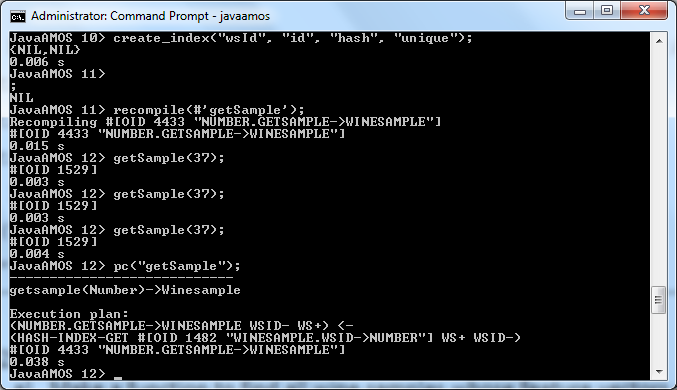 Administrator: Command Prompt - javaamos
JavaAMOS 10> create_index("wsId", "id", "hash", "unique");
{NIL,NIL}
0.006 s
JavaAMOS 11>
;
NIL
JavaAMOS 11> recompile(#'getSample');
Recompiling #[OID 4433 "NUMBER.GETSAMPLE->WINESAMPLE"]
#[OID 4433 "NUMBER.GETSAMPLE->WINESAMPLE"]
0.015 s
JavaAMOS 12> getSample(37);
#[OID 1529]
0.003 s
JavaAMOS 12> getSample(37);
#[OID 1529]
0.003 s
JavaAMOS 12> getSample(37);
#[OID 1529]
0.004 s
JavaAMOS 12> pc("getSample");
----------------------------
getsample(Number)->Winesample
Execution plan:
(NUMBER.GETSAMPLE->WINESAMPLE WSID- WS+) <-
(HASH-INDEX-GET #[OID 1482 "WINESAMPLE.WSID->NUMBER"] WS+ WSID-)
#[OID 4433 "NUMBER.GETSAMPLE->WINESAMPLE"]
0.038 s
JavaAMOS 12> _